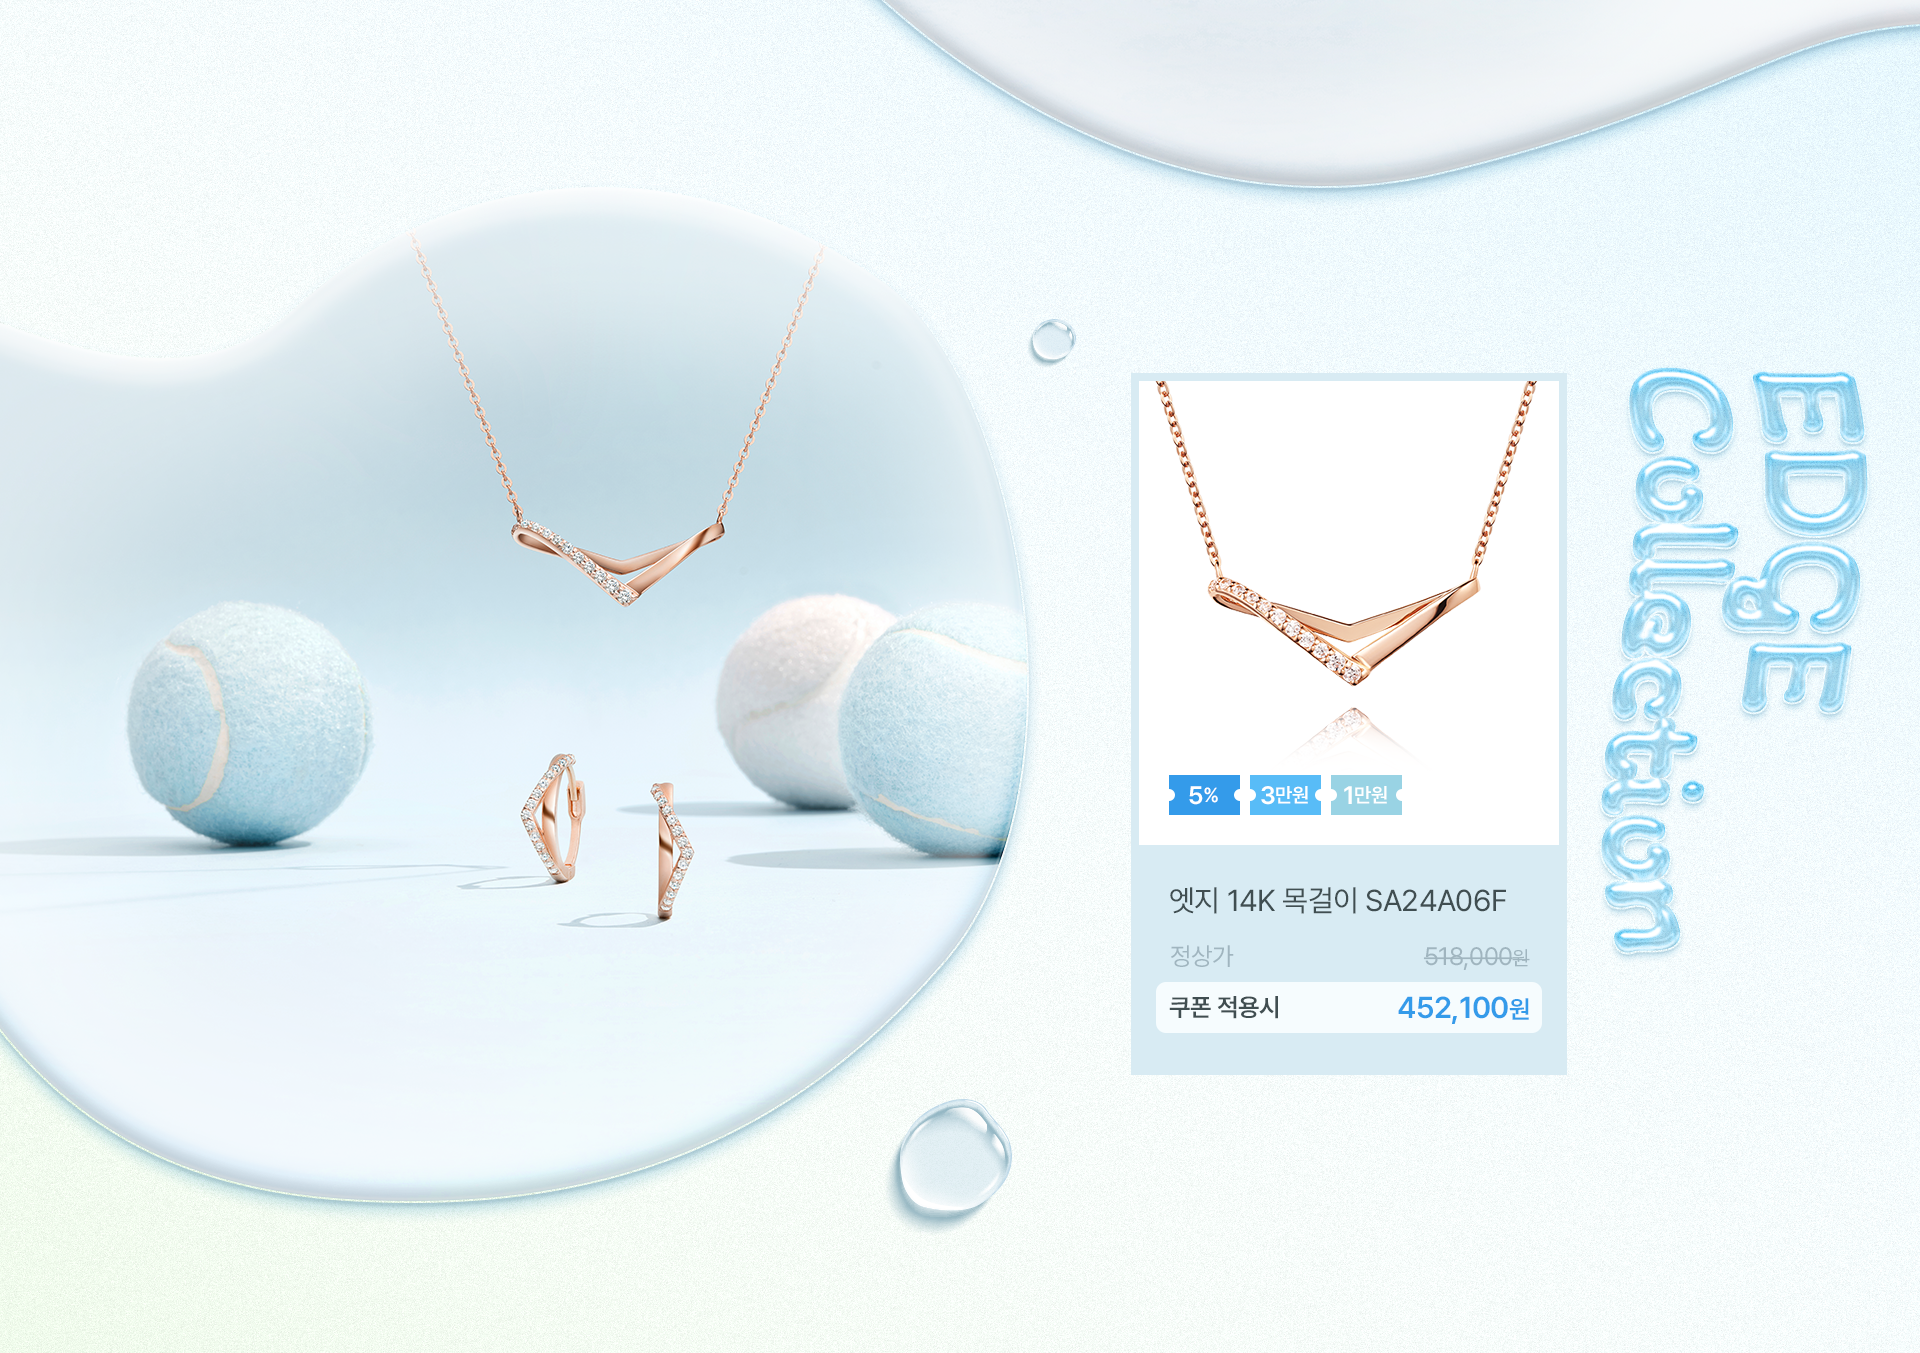 EDGE
Collection
5%
3만원
1만원
엣지 14K 목걸이 SA24A06F
정상가 518,000원
쿠폰 적용시 452,100원